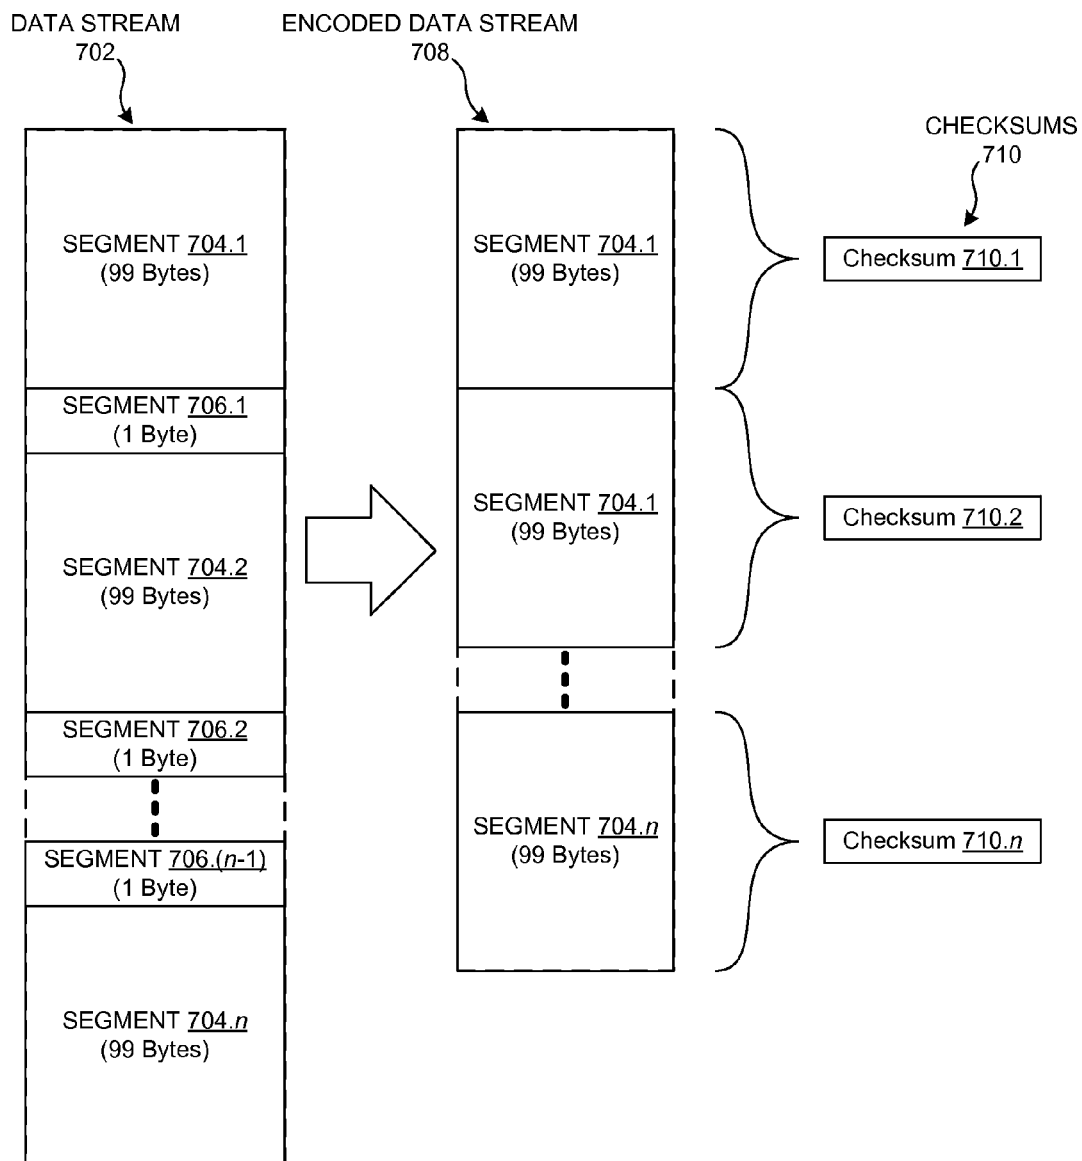 DATA STREAM
702
SEGMENT 704.1
(99 Bytes)
SEGMENT 706.1
(1 Byte)
SEGMENT 704.2
(99 Bytes)
SEGMENT 706.2
(1 Byte)
SEGMENT 706.(n-1)
(1 Byte)
SEGMENT 704.n
(99 Bytes)
ENCODED DATA STREAM
708
SEGMENT 704.1
(99 Bytes)
SEGMENT 704.1
(99 Bytes)
SEGMENT 704.n
(99 Bytes)
CHECKSUMS
710
Checksum 710.1
Checksum 710.2
Checksum 710.n